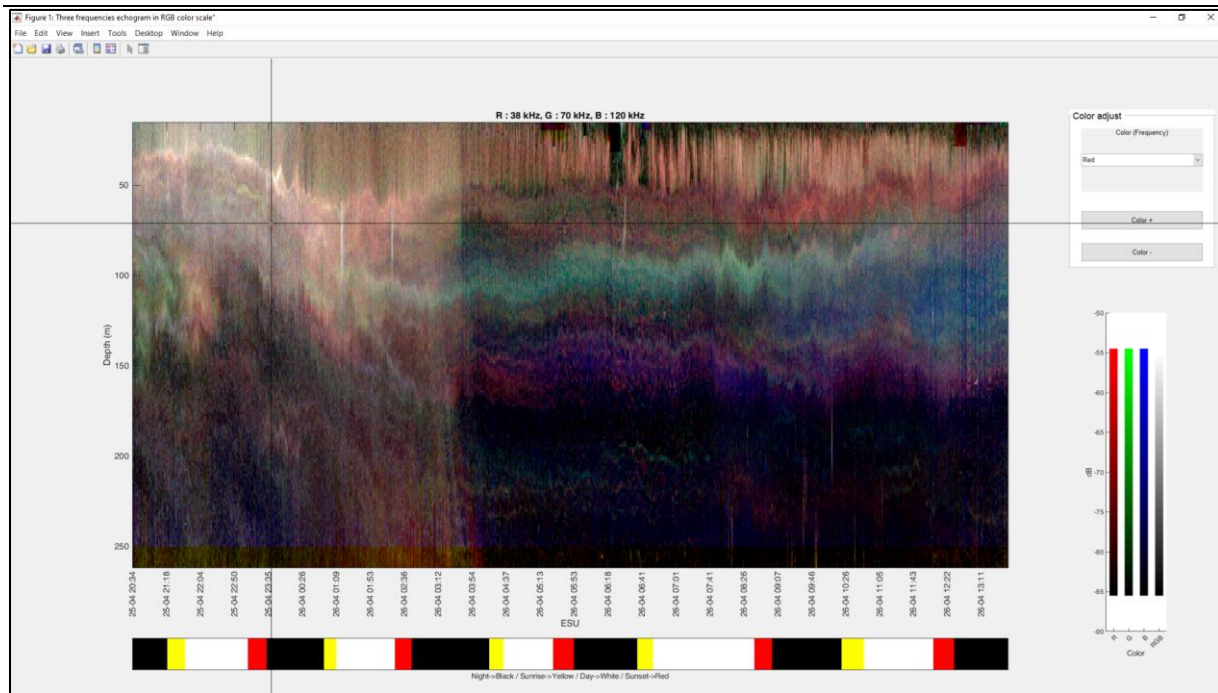 Figure 1: Three frequencies echogram in RGB color scale"
File Edit View Insert Tools Desktop Window Help
R : 38 kHz, G : 70 kHz, B : 120 kHz
Color adjust
Color (Frequency)
Red
Color +
Color -
Depth (m)
50
100
150
200
250
25-04 20:34
25-04 21:18
25-04 22:04
25-04 22:50
25-04 23:35
26-04 00:26
26-04 01:09
26-04 01:53
26-04 02:36
26-04 03:12
26-04 03:54
26-04 04:37
26-04 05:13
26-04 05:53
26-04 06:18
26-04 06:41
26-04 07:01
26-04 07:41
26-04 08:26
26-04 09:07
26-04 09:46
26-04 10:26
26-04 11:05
26-04 11:43
26-04 12:22
26-04 13:11
ESU
Night->Black / Sunrise->Yellow / Day->White / Sunset->Red
dB
-50
-55
-60
-65
-70
-75
-80
-85
-90
R
G
B
RGB
Color